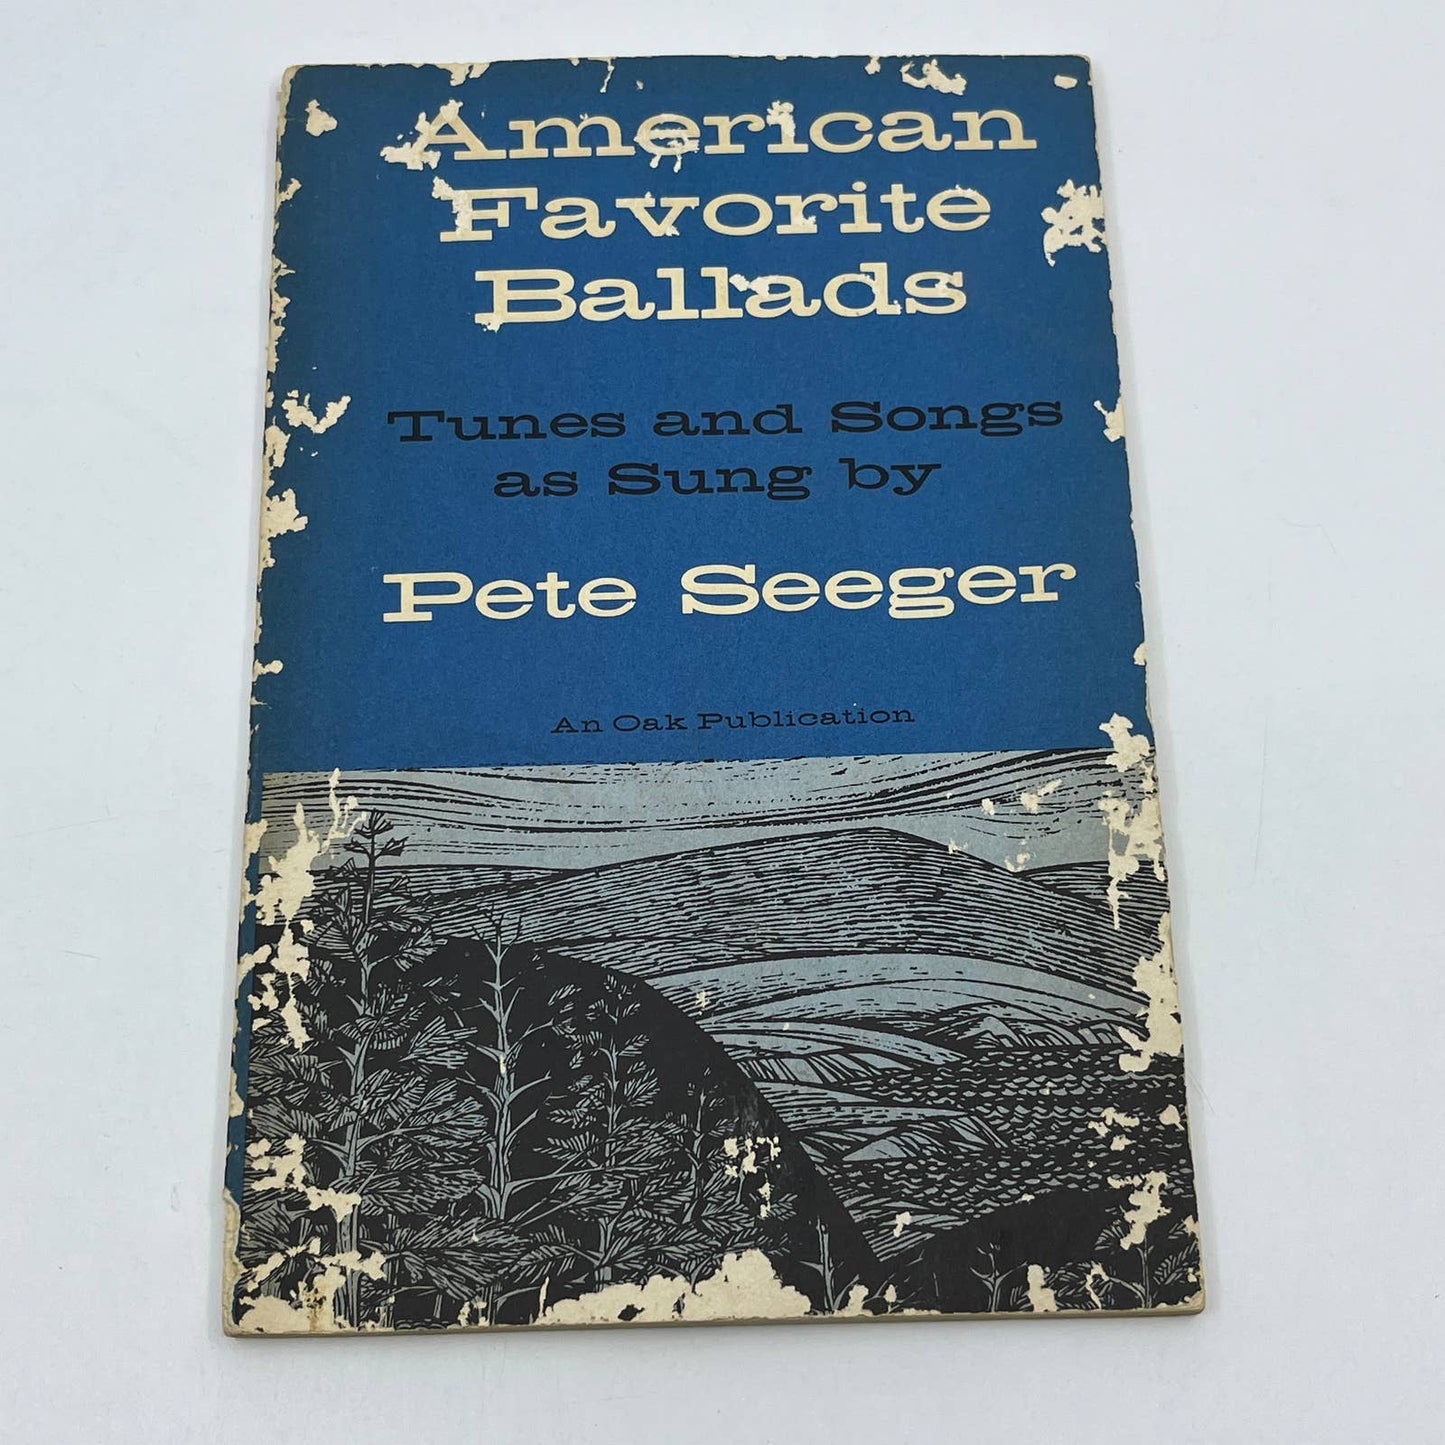 American
Favorite
Ballads
Tunes and Songs
as Sung by
Pete Seeger
An Oak Publication